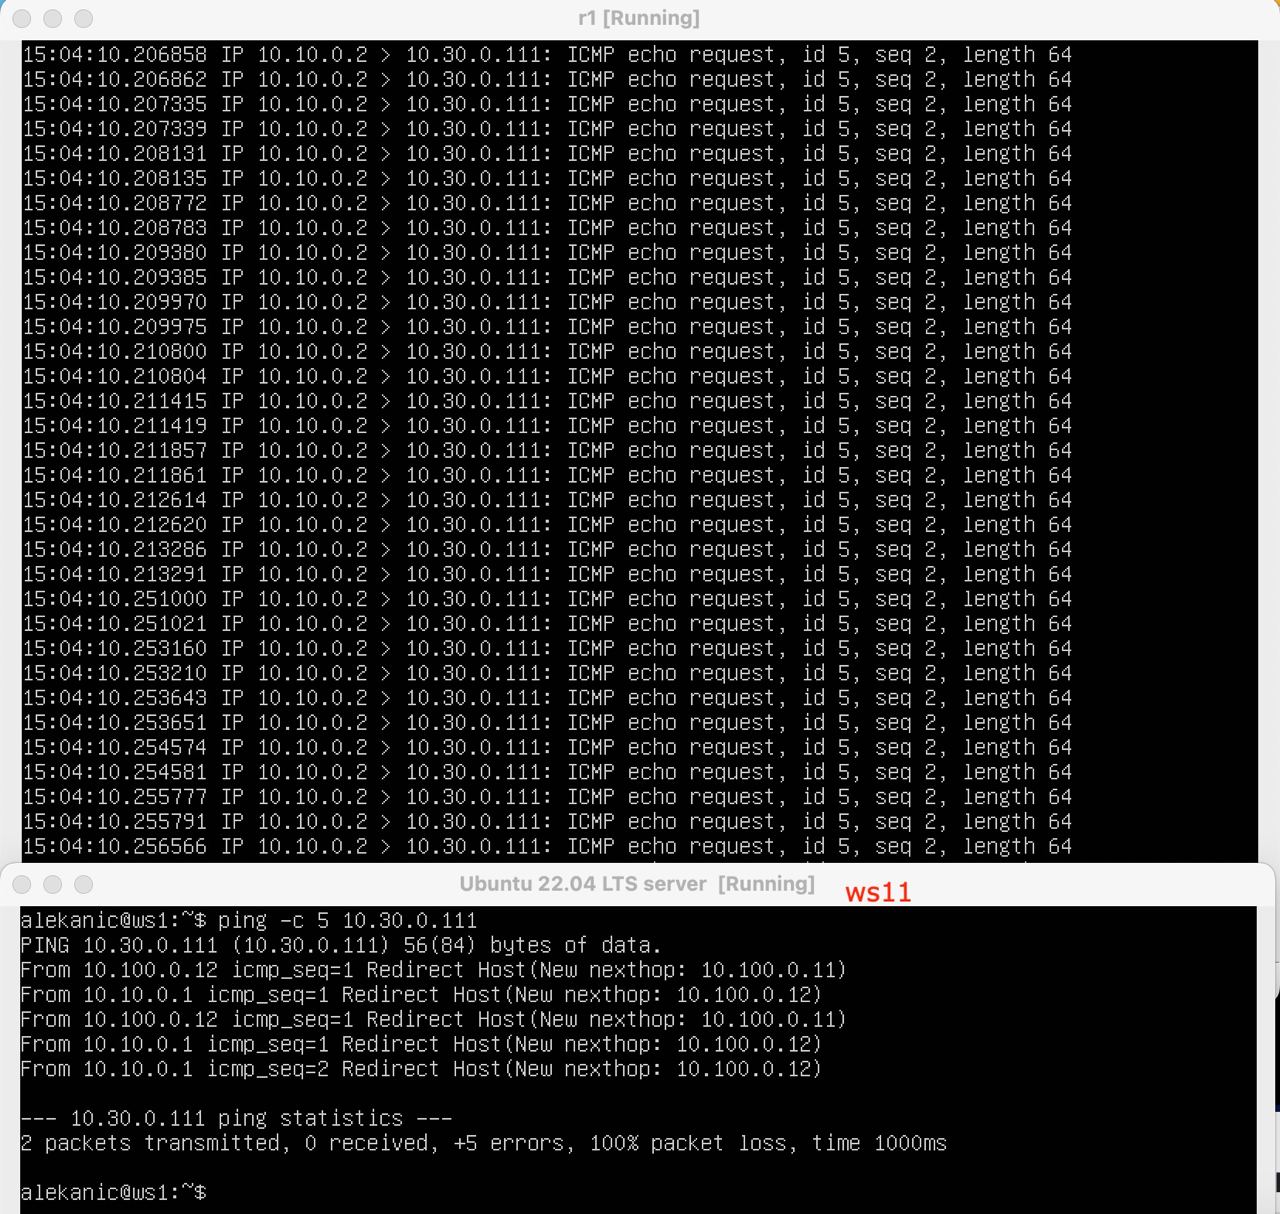 r1 [Running]
15:04:10.206858 IP 10.10.0.2 > 10.30.0.111: ICMP echo request, id 5, seq 2, length 64
15:04:10.206862 IP 10.10.0.2 > 10.30.0.111: ICMP echo request, id 5, seq 2, length 64
15:04:10.207335 IP 10.10.0.2 > 10.30.0.111: ICMP echo request, id 5, seq 2, length 64
15:04:10.207339 IP 10.10.0.2 > 10.30.0.111: ICMP echo request, id 5, seq 2, length 64
15:04:10.208131 IP 10.10.0.2 > 10.30.0.111: ICMP echo request, id 5, seq 2, length 64
15:04:10.208135 IP 10.10.0.2 > 10.30.0.111: ICMP echo request, id 5, seq 2, length 64
15:04:10.208772 IP 10.10.0.2 > 10.30.0.111: ICMP echo request, id 5, seq 2, length 64
15:04:10.208783 IP 10.10.0.2 > 10.30.0.111: ICMP echo request, id 5, seq 2, length 64
15:04:10.209380 IP 10.10.0.2 > 10.30.0.111: ICMP echo request, id 5, seq 2, length 64
15:04:10.209385 IP 10.10.0.2 > 10.30.0.111: ICMP echo request, id 5, seq 2, length 64
15:04:10.209970 IP 10.10.0.2 > 10.30.0.111: ICMP echo request, id 5, seq 2, length 64
15:04:10.209975 IP 10.10.0.2 > 10.30.0.111: ICMP echo request, id 5, seq 2, length 64
15:04:10.210800 IP 10.10.0.2 > 10.30.0.111: ICMP echo request, id 5, seq 2, length 64
15:04:10.210804 IP 10.10.0.2 > 10.30.0.111: ICMP echo request, id 5, seq 2, length 64
15:04:10.211415 IP 10.10.0.2 > 10.30.0.111: ICMP echo request, id 5, seq 2, length 64
15:04:10.211419 IP 10.10.0.2 > 10.30.0.111: ICMP echo request, id 5, seq 2, length 64
15:04:10.211857 IP 10.10.0.2 > 10.30.0.111: ICMP echo request, id 5, seq 2, length 64
15:04:10.211861 IP 10.10.0.2 > 10.30.0.111: ICMP echo request, id 5, seq 2, length 64
15:04:10.212614 IP 10.10.0.2 > 10.30.0.111: ICMP echo request, id 5, seq 2, length 64
15:04:10.212620 IP 10.10.0.2 > 10.30.0.111: ICMP echo request, id 5, seq 2, length 64
15:04:10.213286 IP 10.10.0.2 > 10.30.0.111: ICMP echo request, id 5, seq 2, length 64
15:04:10.213291 IP 10.10.0.2 > 10.30.0.111: ICMP echo request, id 5, seq 2, length 64
15:04:10.251000 IP 10.10.0.2 > 10.30.0.111: ICMP echo request, id 5, seq 2, length 64
15:04:10.251021 IP 10.10.0.2 > 10.30.0.111: ICMP echo request, id 5, seq 2, length 64
15:04:10.253160 IP 10.10.0.2 > 10.30.0.111: ICMP echo request, id 5, seq 2, length 64
15:04:10.253210 IP 10.10.0.2 > 10.30.0.111: ICMP echo request, id 5, seq 2, length 64
15:04:10.253643 IP 10.10.0.2 > 10.30.0.111: ICMP echo request, id 5, seq 2, length 64
15:04:10.253651 IP 10.10.0.2 > 10.30.0.111: ICMP echo request, id 5, seq 2, length 64
15:04:10.254574 IP 10.10.0.2 > 10.30.0.111: ICMP echo request, id 5, seq 2, length 64
15:04:10.254581 IP 10.10.0.2 > 10.30.0.111: ICMP echo request, id 5, seq 2, length 64
15:04:10.255777 IP 10.10.0.2 > 10.30.0.111: ICMP echo request, id 5, seq 2, length 64
15:04:10.255791 IP 10.10.0.2 > 10.30.0.111: ICMP echo request, id 5, seq 2, length 64
15:04:10.256566 IP 10.10.0.2 > 10.30.0.111: ICMP echo request, id 5, seq 2, length 64
Ubuntu 22.04 LTS server [Running] ws11
alekanic@ws1:~$ ping -c 5 10.30.0.111
PING 10.30.0.111 (10.30.0.111) 56(84) bytes of data.
From 10.100.0.12 icmp_seq=1 Redirect Host(New nexthop: 10.100.0.11)
From 10.10.0.1 icmp_seq=1 Redirect Host(New nexthop: 10.100.0.12)
From 10.100.0.12 icmp_seq=1 Redirect Host(New nexthop: 10.100.0.11)
From 10.10.0.1 icmp_seq=1 Redirect Host(New nexthop: 10.100.0.12)
From 10.10.0.1 icmp_seq=2 Redirect Host(New nexthop: 10.100.0.12)
--- 10.30.0.111 ping statistics ---
2 packets transmitted, 0 received, +5 errors, 100% packet loss, time 1000ms
alekanic@ws1:~$